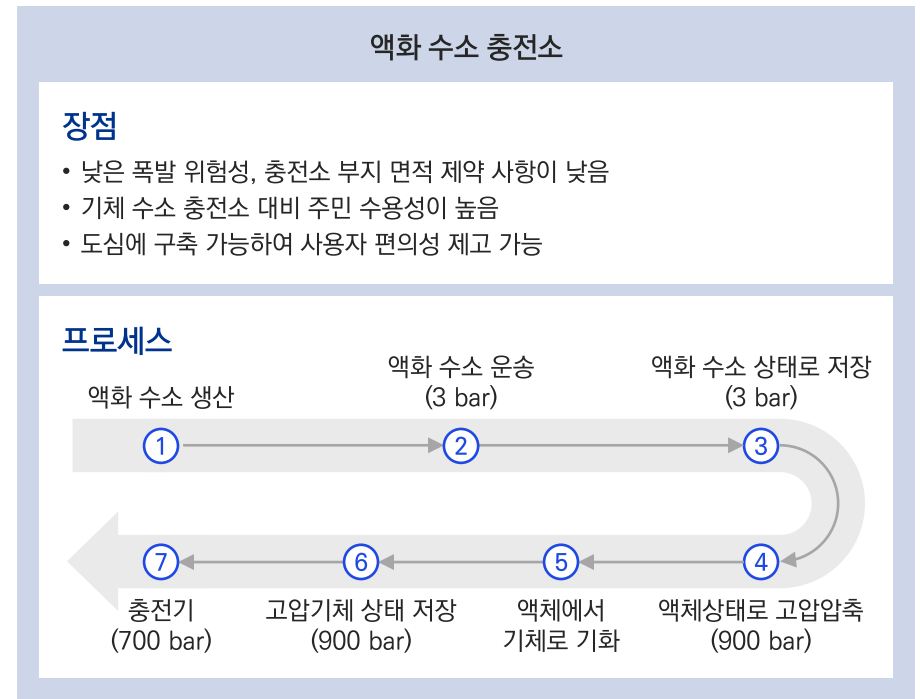 액화 수소 충전소
장점
• 낮은 폭발 위험성, 충전소 부지 면적 제약 사항이 낮음
• 기체 수소 충전소 대비 주민 수용성이 높음
• 도심에 구축 가능하여 사용자 편의성 제고 가능
프로세스
액화 수소 생산
액화 수소 운송
(3 bar)
액화 수소 상태로 저장
(3 bar)
1
2
3
4
액체상태로 고압압축
(900 bar)
5
액체에서
기체로 기화
6
고압기체 상태 저장
(900 bar)
7
충전기
(700 bar)